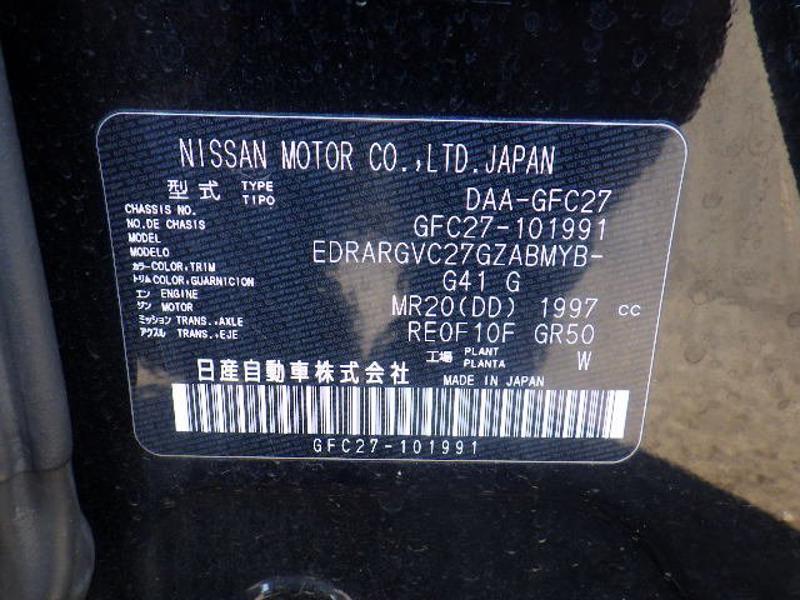 NISSAN MOTOR CO.,LTD.JAPAN
型式 TYPE TIPO DAA-GFC27
CHASSIS NO. NO.DE CHASIS GFC27-101991
MODEL MODELO EDRARGVC27GZABMYB-
カラー COLOR,TRIM トリム COLOR,GUARNICION G41 G
エン ENGINE ジン MOTOR MR20(DD) 1997 cc
ミッション TRANS.,AXLE アクスル TRANS.,EJE RE0F10F GR50
工場 PLANT PLANTA W
日産自動車株式会社 MADE IN JAPAN
GFC27-101991